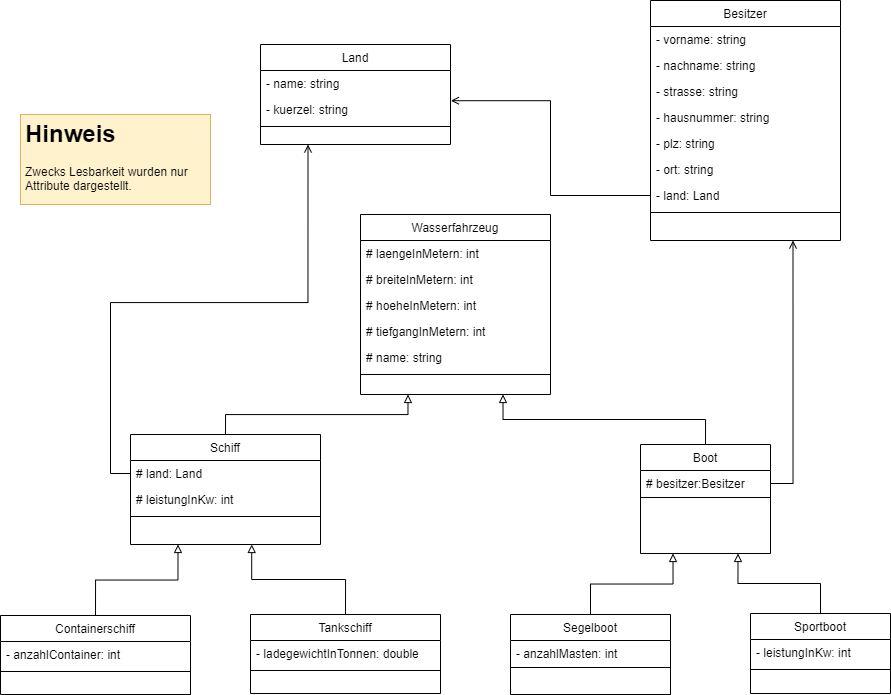 Besitzer
- vorname: string
- nachname: string
- strasse: string
- hausnummer: string
- plz: string
- ort: string
- land: Land
Land
- name: string
- kuerzel: string
Hinweis
Zwecks Lesbarkeit wurden nur
Attribute dargestellt.
Wasserfahrzeug
# laengeInMetern: int
# breiteInMetern: int
# hoeheInMetern: int
# tiefgangInMetern: int
# name: string
Schiff
# land: Land
# leistungInKw: int
Boot
# besitzer:Besitzer
Containerschiff
- anzahlContainer: int
Tankschiff
- ladegewichtInTonnen: double
Segelboot
- anzahlMasten: int
Sportboot
- leistungInKw: int